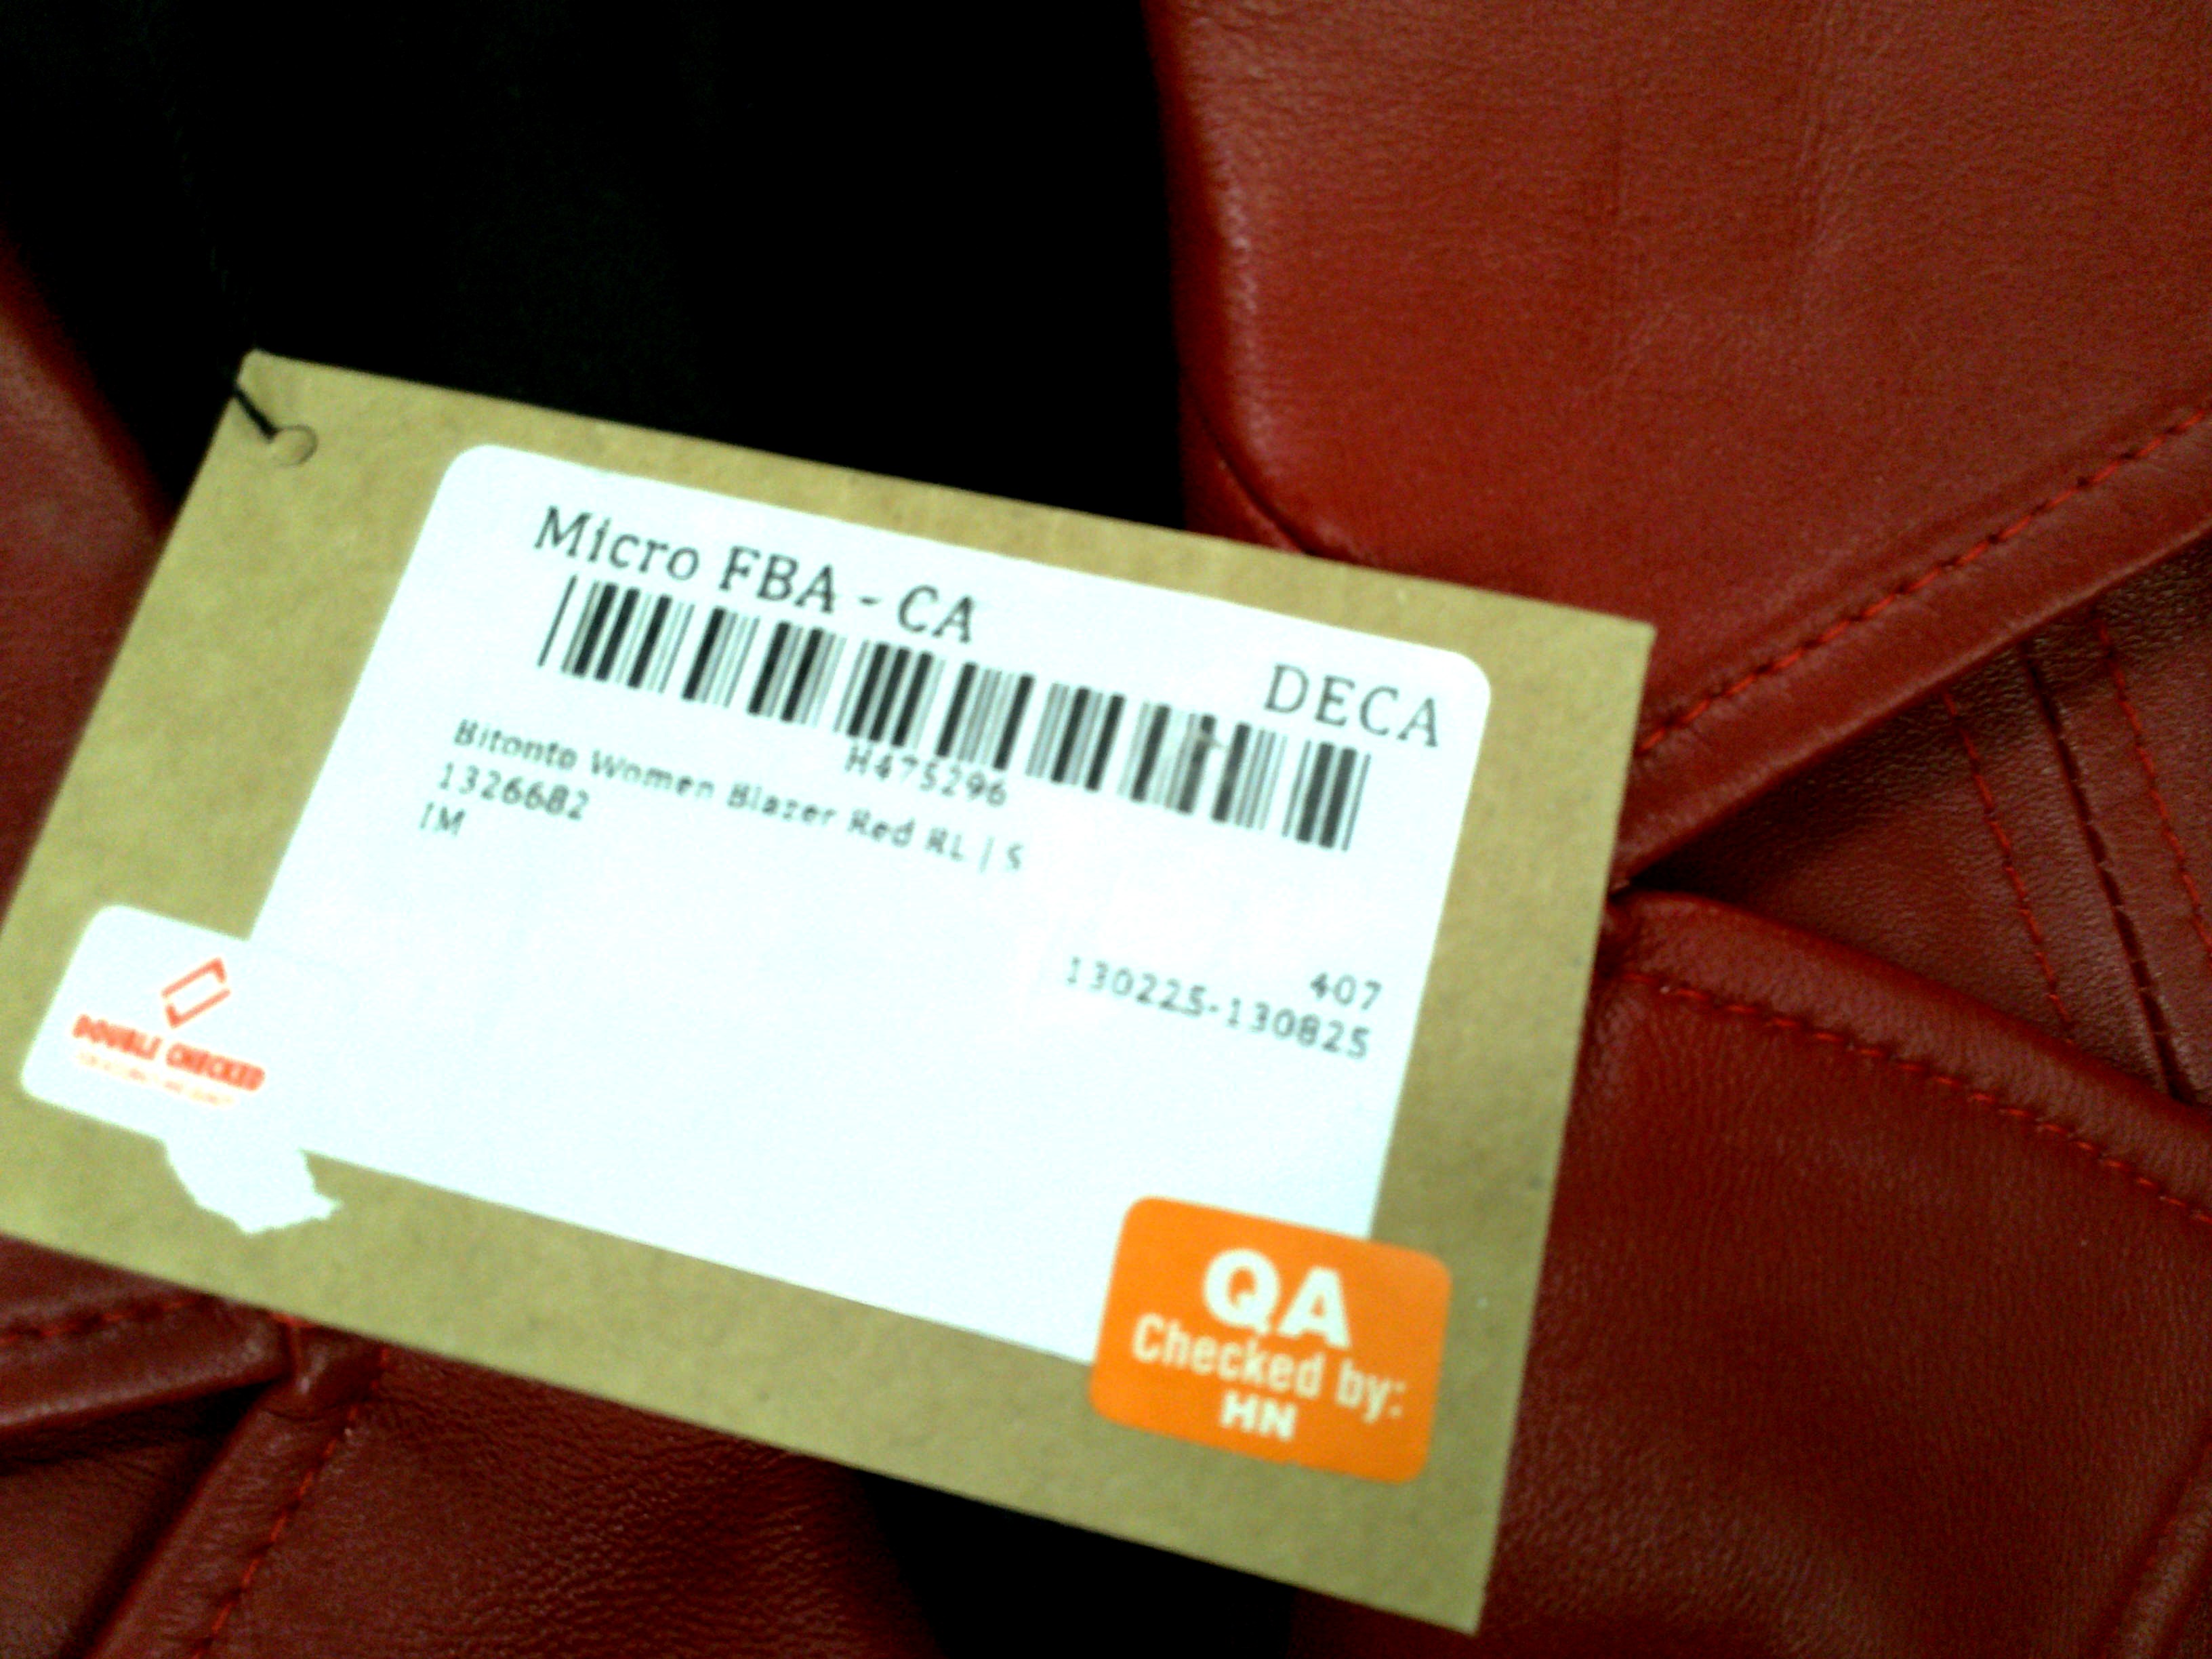 Micro FBA - CA
DECA
H475296
Bitonto Women Blazer Red RL | S
1326682
IM
407
130225-130825
DOUBLE CHECKED
QA
Checked by:
HN